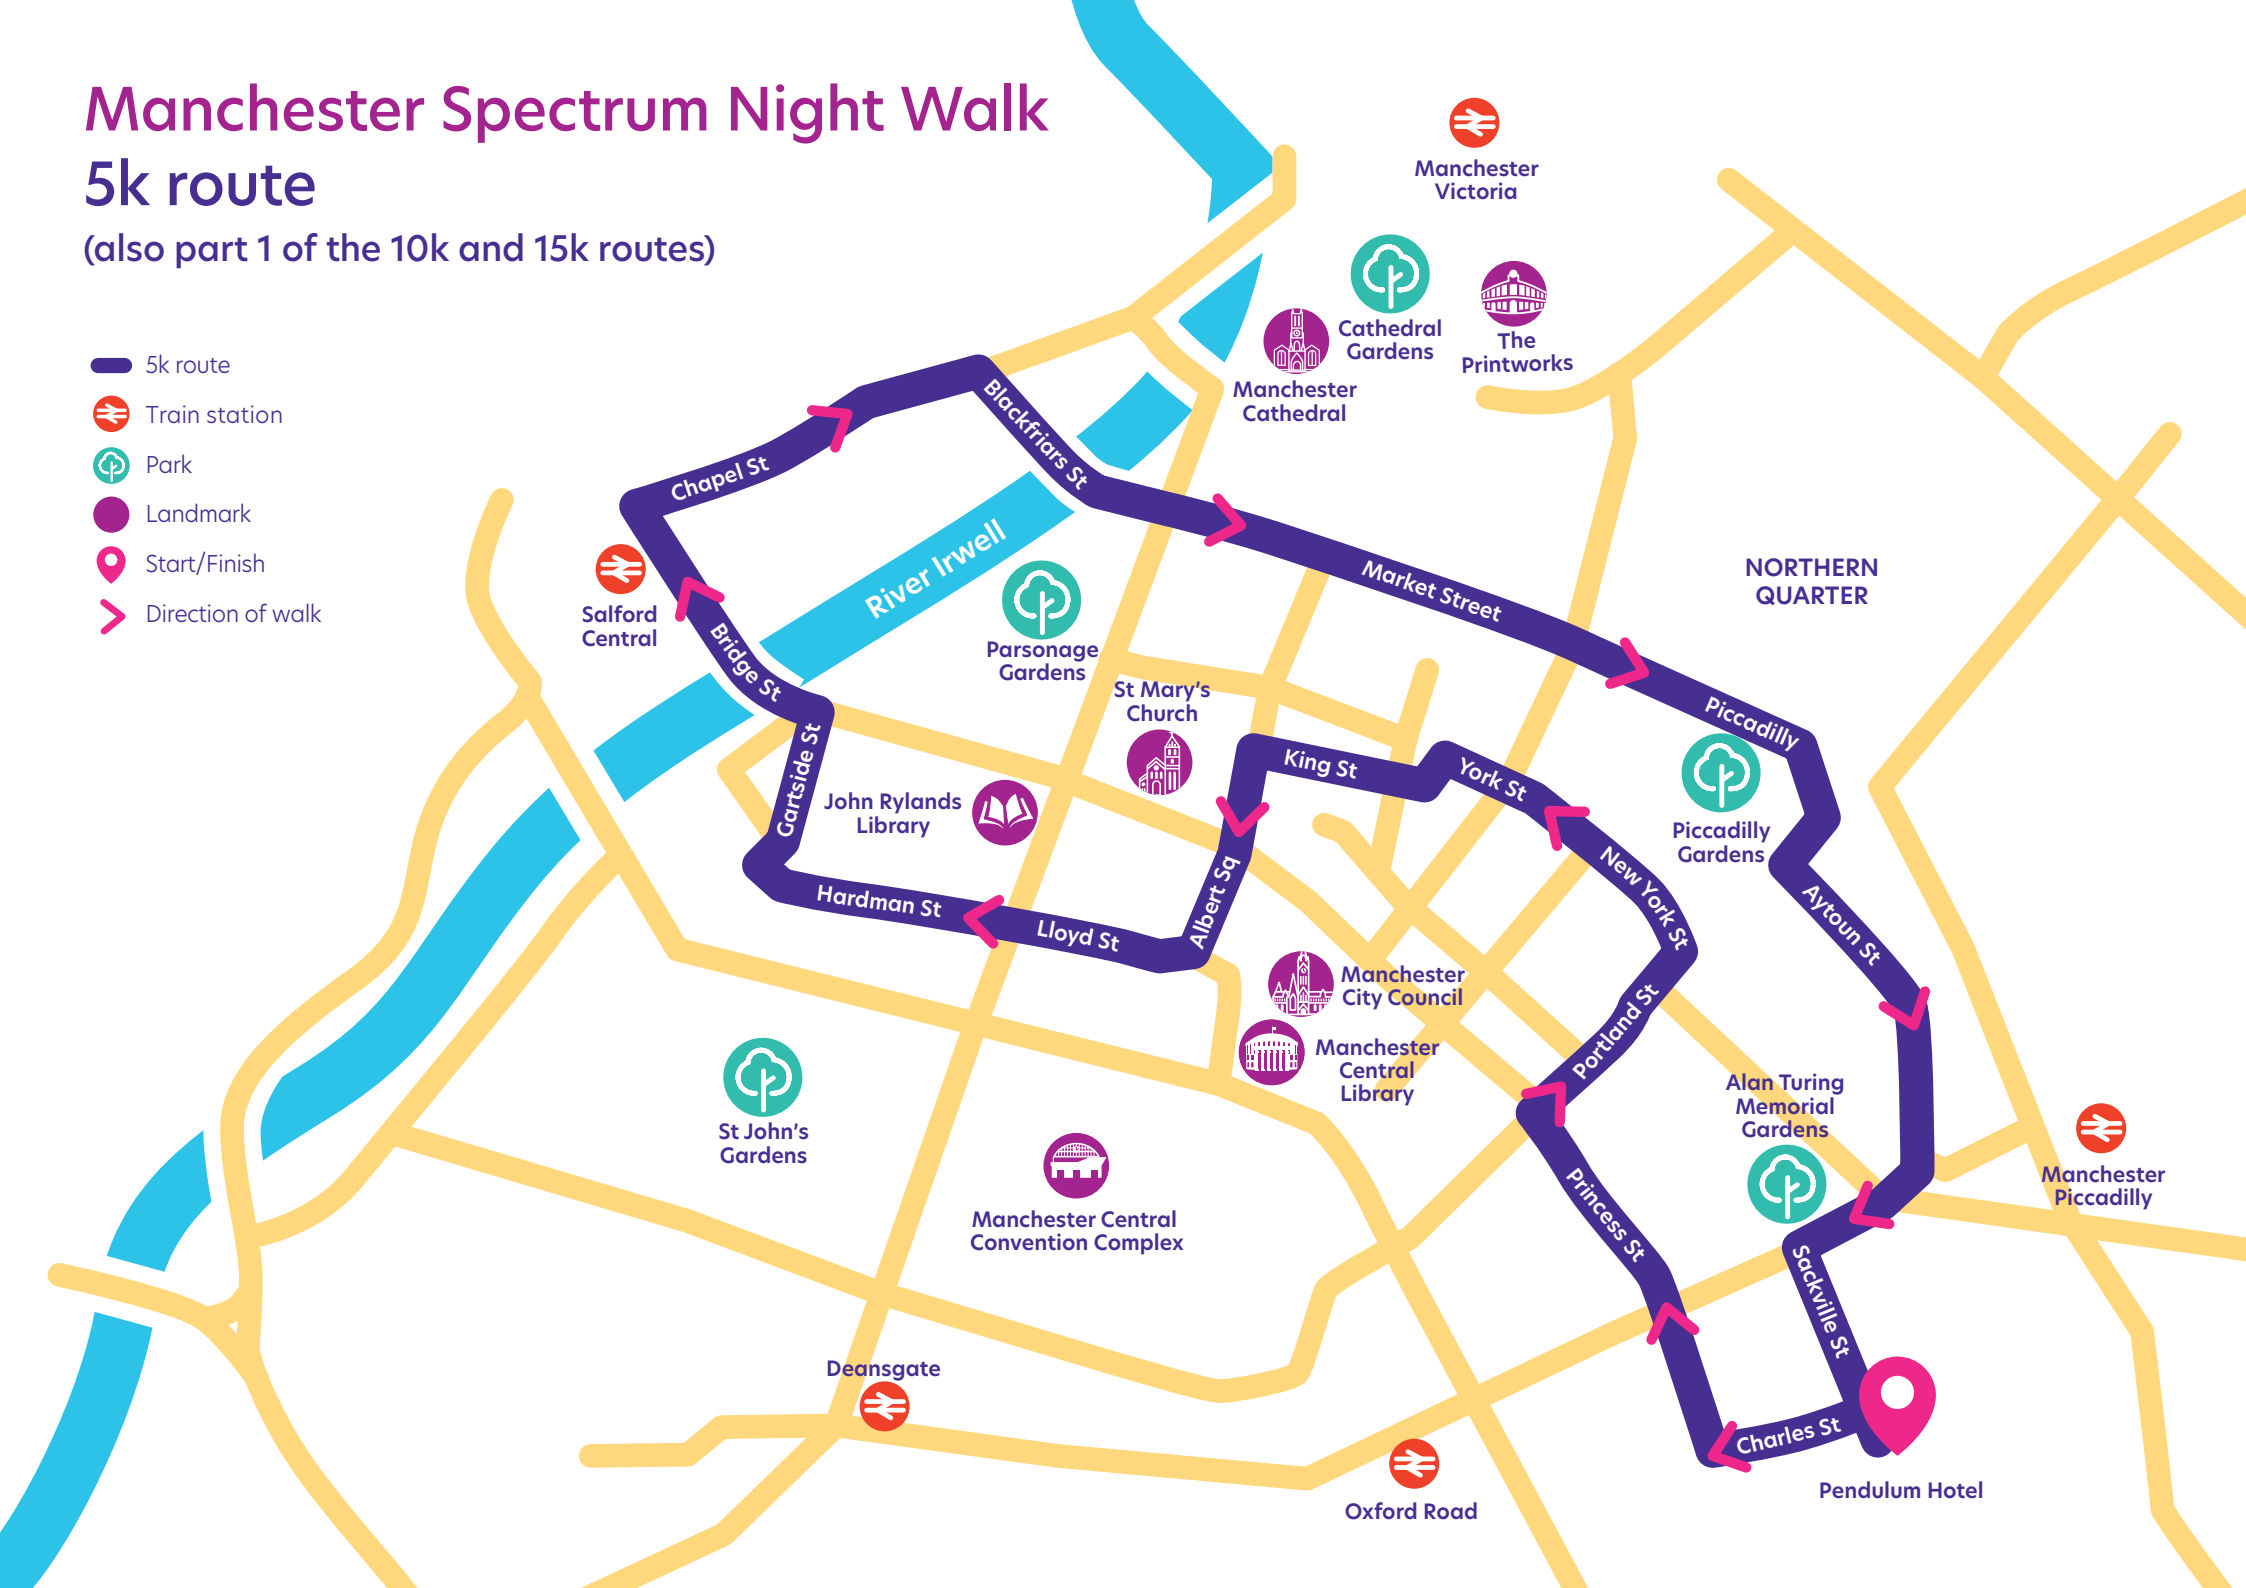 Manchester Spectrum Night Walk
5k route
(also part 1 of the 10k and 15k routes)
5k route
Train station
Park
Landmark
Start/Finish
Direction of walk
Manchester
Victoria
Cathedral
Gardens
The
Printworks
Manchester
Cathedral
Blackfriars St
Chapel St
River Irwell
Salford
Central
Bridge St
Parsonage
Gardens
Market Street
NORTHERN
QUARTER
St Mary's
Church
Piccadilly
Gartside St
John Rylands
Library
King St
York St
Piccadilly
Gardens
New York St
Albert Sq
Hardman St
Lloyd St
Aytoun St
Manchester
City Council
Manchester
Central
Library
Portland St
Alan Turing
Memorial
Gardens
St John's
Gardens
Manchester
Piccadilly
Manchester Central
Convention Complex
Princess St
Sackville St
Deansgate
Charles St
Oxford Road
Pendulum Hotel